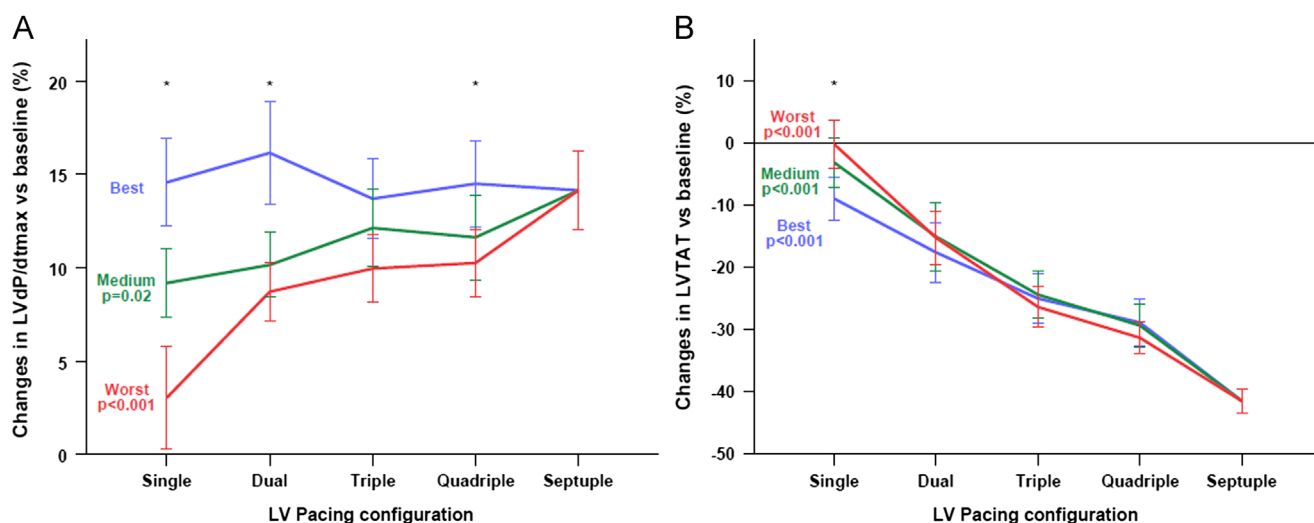 A
Changes in LVdP/dtmax vs baseline (%)
20
15
10
5
0
*
*
*
Best
Medium
p=0.02
Worst
p<0.001
Single
Dual
Triple
Quadriple
Septuple
LV Pacing configuration
B
Changes in LVTAT vs baseline (%)
10
0
-10
-20
-30
-40
-50
*
Worst
p<0.001
Medium
p<0.001
Best
p<0.001
Single
Dual
Triple
Quadriple
Septuple
LV Pacing configuration